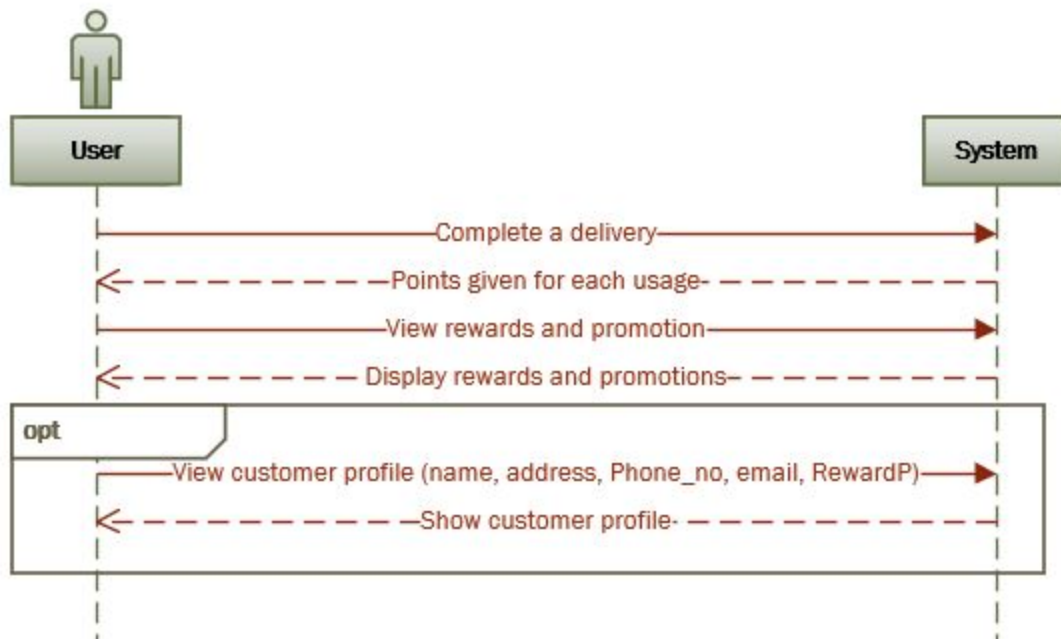 User
System
Complete a delivery
Points given for each usage
View rewards and promotion
Display rewards and promotions
opt
View customer profile (name, address, Phone_no, email, RewardP)
Show customer profile